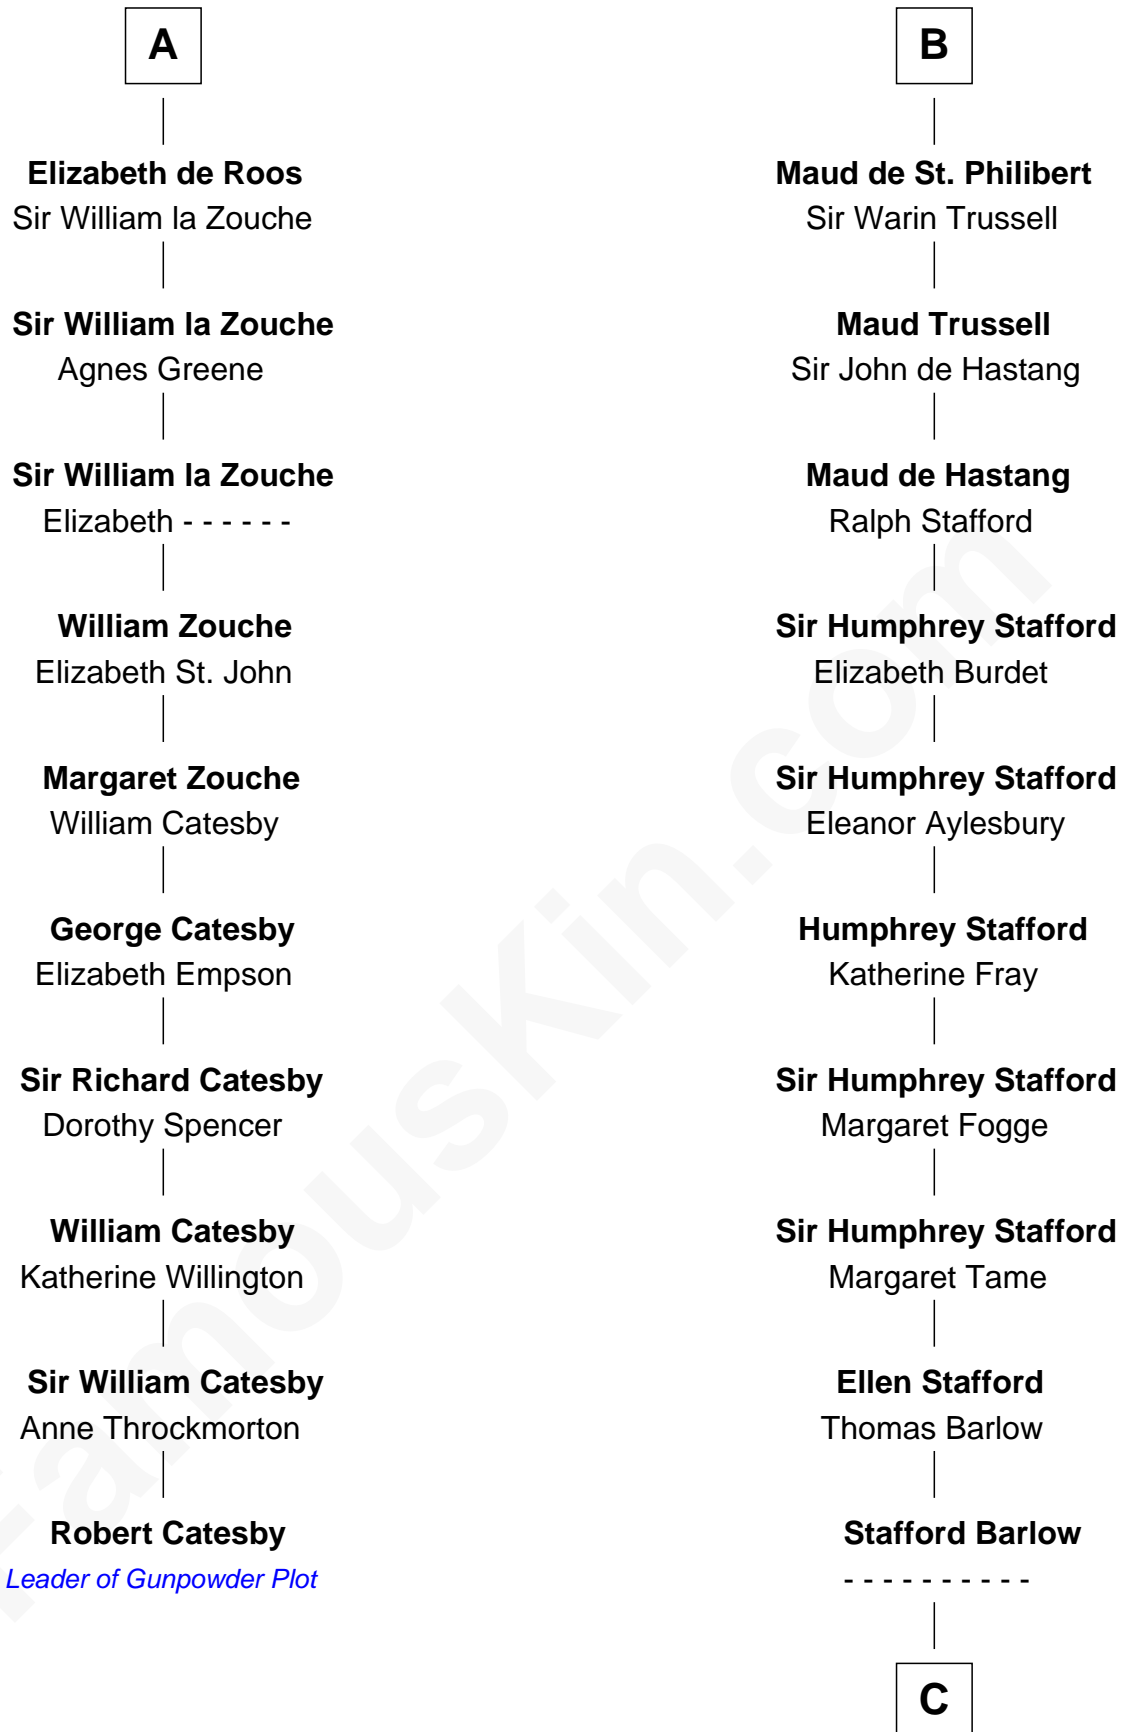 A
Elizabeth de Roos
Sir William la Zouche
Sir William la Zouche
Agnes Greene
Sir William la Zouche
Elizabeth - - - - - -
William Zouche
Elizabeth St. John
Margaret Zouche
William Catesby
George Catesby
Elizabeth Empson
Sir Richard Catesby
Dorothy Spencer
William Catesby
Katherine Willington
Sir William Catesby
Anne Throckmorton
Robert Catesby
Leader of Gunpowder Plot
B
Maud de St. Philibert
Sir Warin Trussell
Maud Trussell
Sir John de Hastang
Maud de Hastang
Ralph Stafford
Sir Humphrey Stafford
Elizabeth Burdet
Sir Humphrey Stafford
Eleanor Aylesbury
Humphrey Stafford
Katherine Fray
Sir Humphrey Stafford
Margaret Fogge
Sir Humphrey Stafford
Margaret Tame
Ellen Stafford
Thomas Barlow
Stafford Barlow
- - - - - - - - - -
C
FamousKin.com